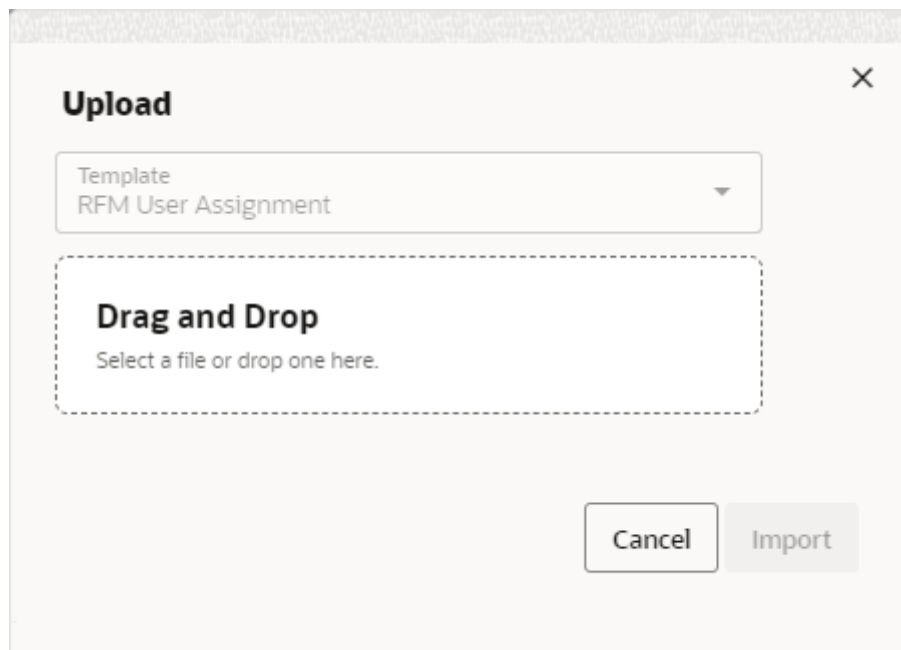 Upload
Template
RFM User Assignment
Drag and Drop
Select a file or drop one here.
Cancel
Import